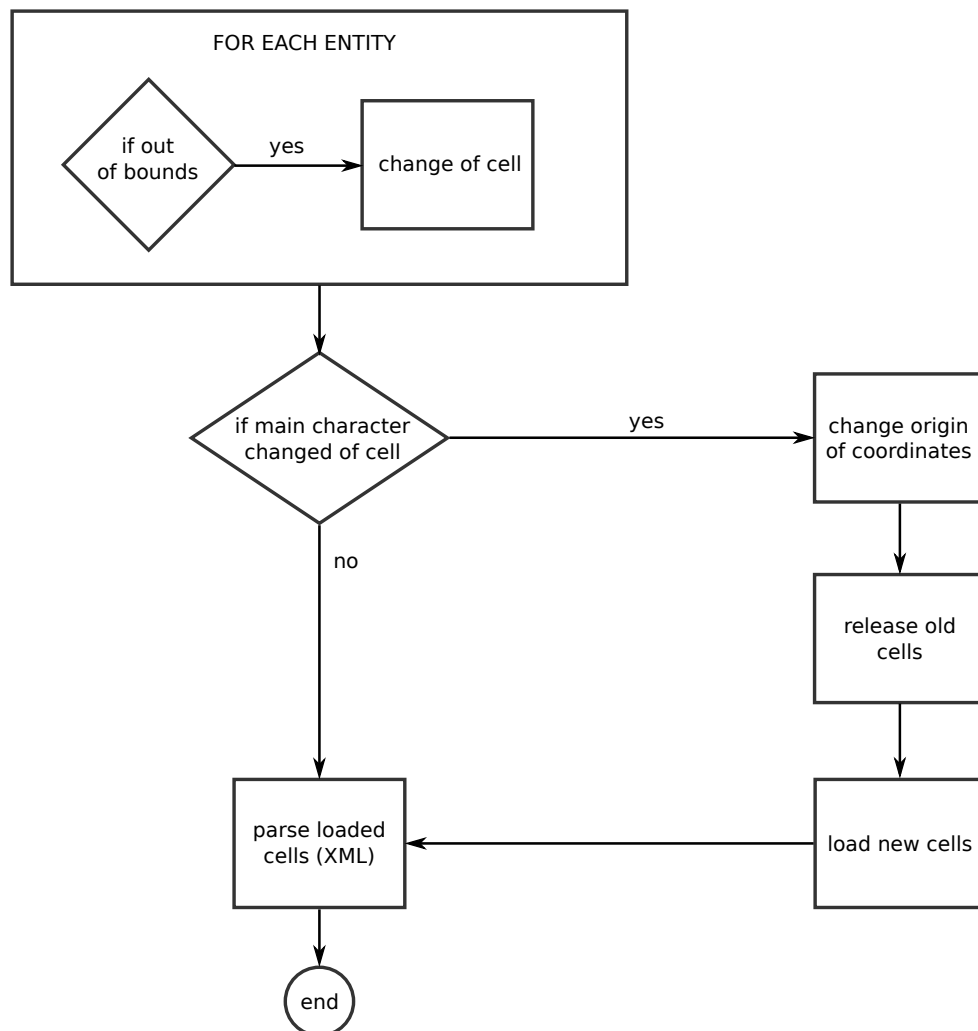 FOR EACH ENTITY
if out
of bounds
yes
change of cell
if main character
changed of cell
yes
change origin
of coordinates
no
release old
cells
parse loaded
cells (XML)
load new cells
end